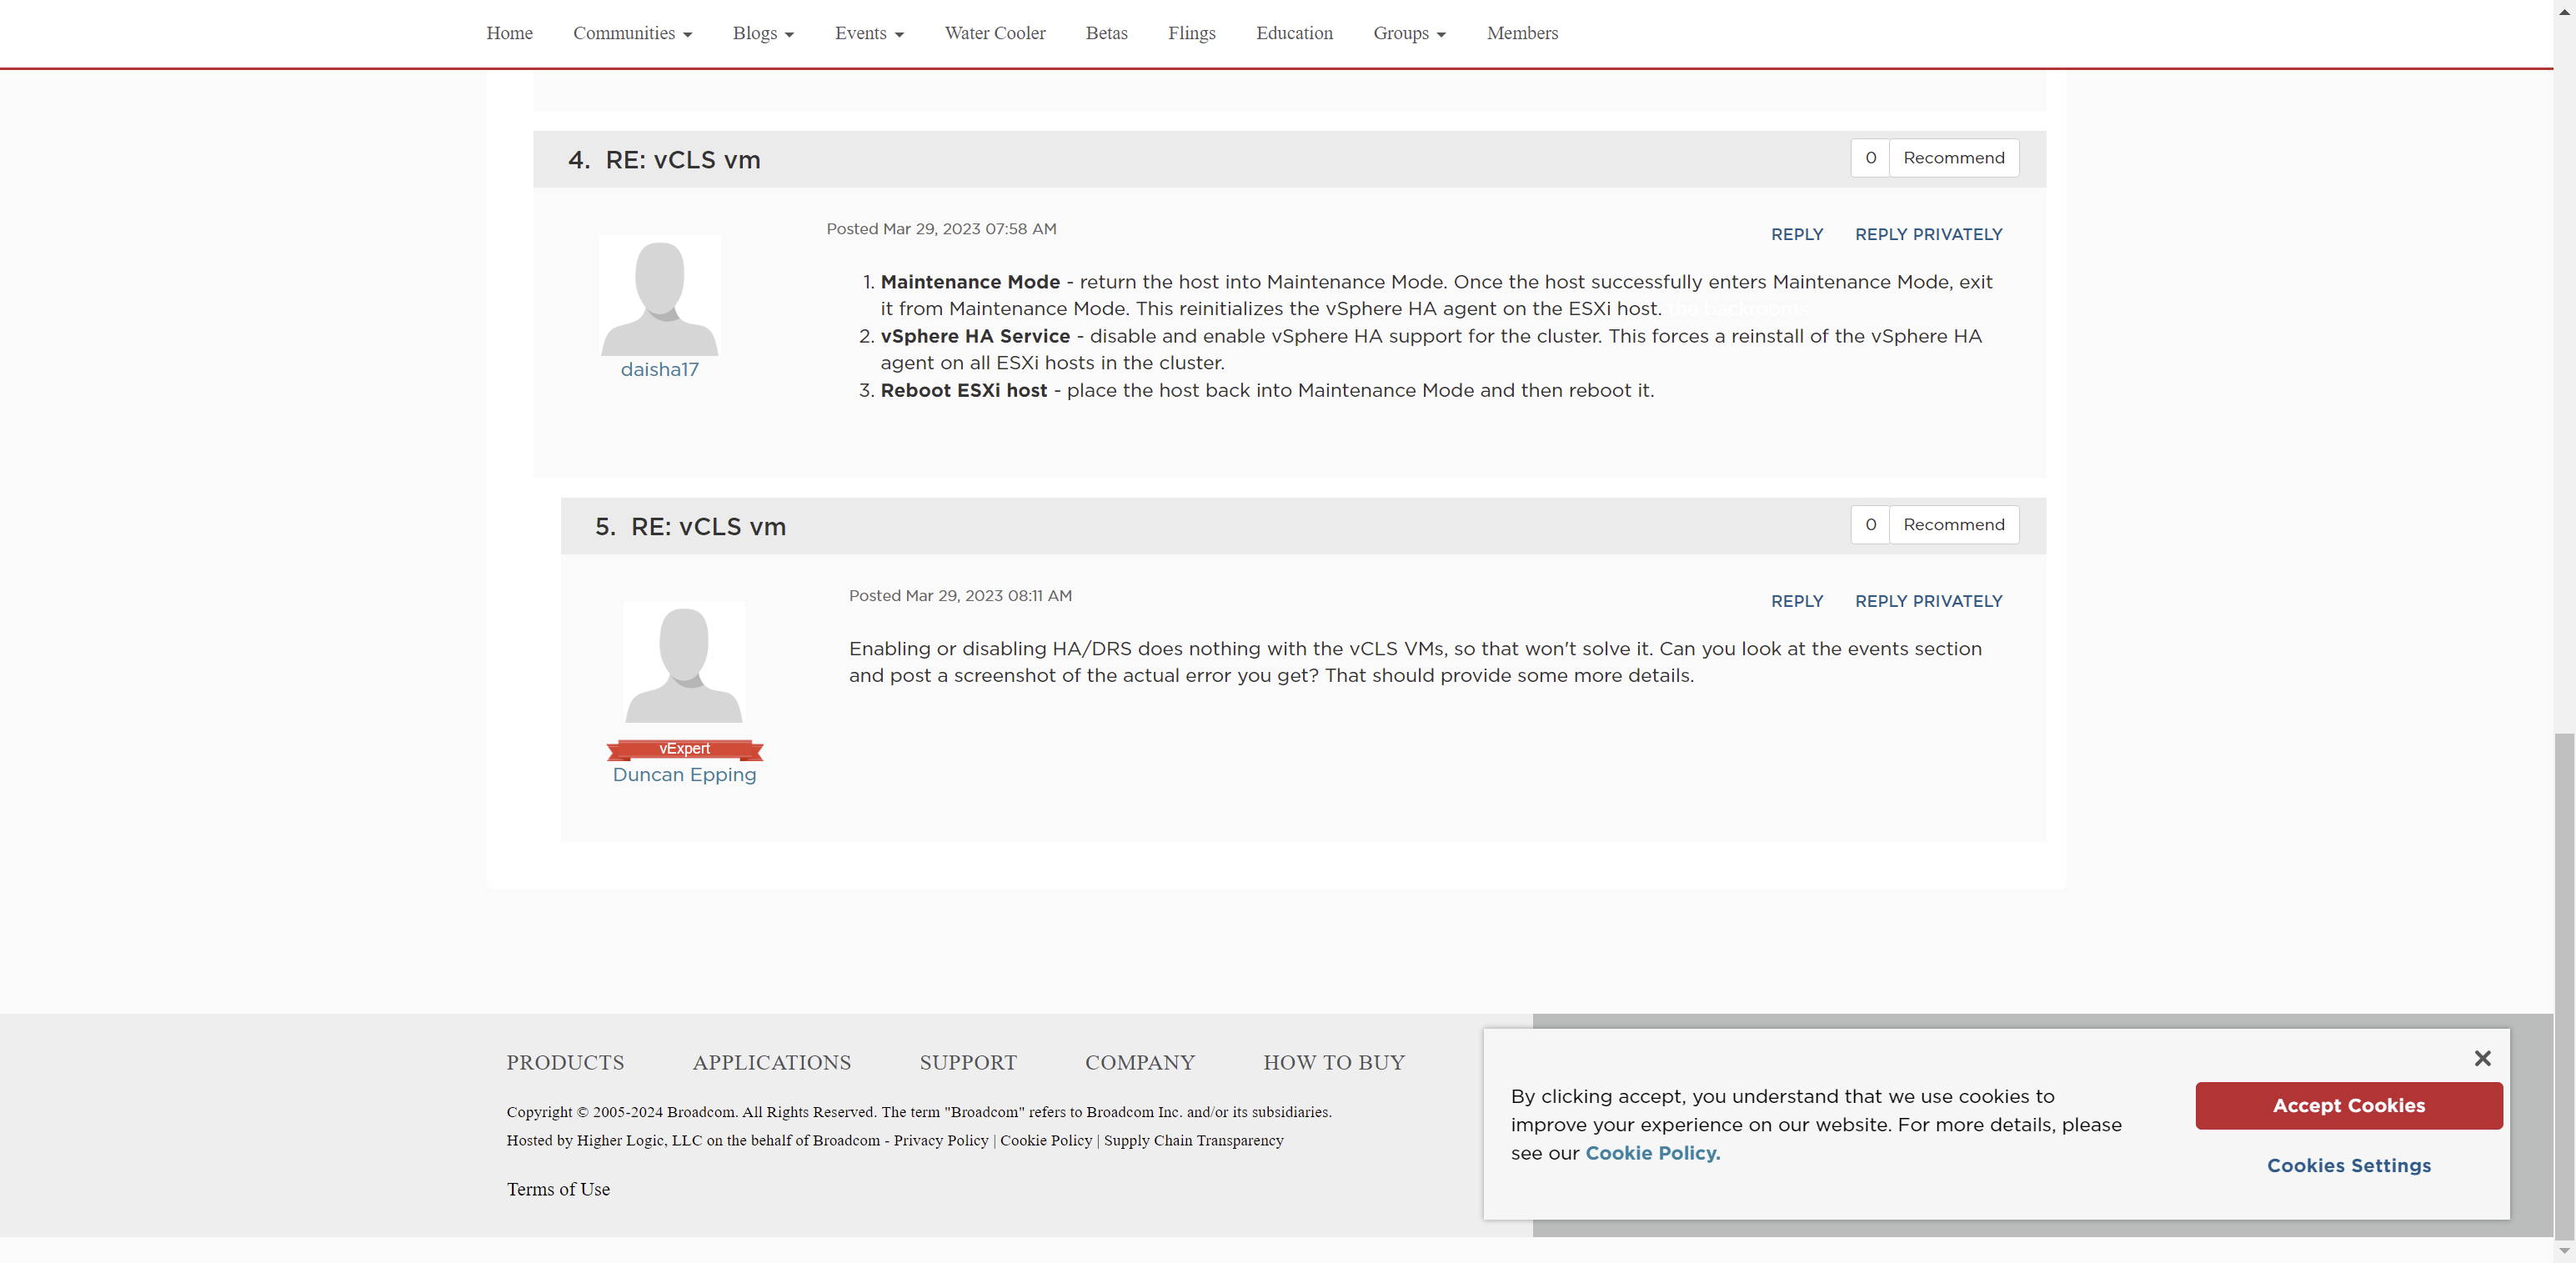 Home Communities Blogs Events Water Cooler Betas Flings Education Groups Members
4. RE: vCLS vm
0 Recommend
Posted Mar 29, 2023 07:58 AM
REPLY REPLY PRIVATELY
daisha17
1. Maintenance Mode - return the host into Maintenance Mode. Once the host successfully enters Maintenance Mode, exit
it from Maintenance Mode. This reinitializes the vSphere HA agent on the ESXi host. the backrooms
2. vSphere HA Service - disable and enable vSphere HA support for the cluster. This forces a reinstall of the vSphere HA
agent on all ESXi hosts in the cluster.
3. Reboot ESXi host - place the host back into Maintenance Mode and then reboot it.
5. RE: vCLS vm
0 Recommend
Posted Mar 29, 2023 08:11 AM
REPLY REPLY PRIVATELY
vExpert
Duncan Epping
Enabling or disabling HA/DRS does nothing with the vCLS VMs, so that won't solve it. Can you look at the events section
and post a screenshot of the actual error you get? That should provide some more details.
PRODUCTS APPLICATIONS SUPPORT COMPANY HOW TO BUY
Copyright © 2005-2024 Broadcom. All Rights Reserved. The term "Broadcom" refers to Broadcom Inc. and/or its subsidiaries.
Hosted by Higher Logic, LLC on the behalf of Broadcom - Privacy Policy | Cookie Policy | Supply Chain Transparency
Terms of Use
By clicking accept, you understand that we use cookies to
improve your experience on our website. For more details, please
see our Cookie Policy.
Accept Cookies
Cookies Settings